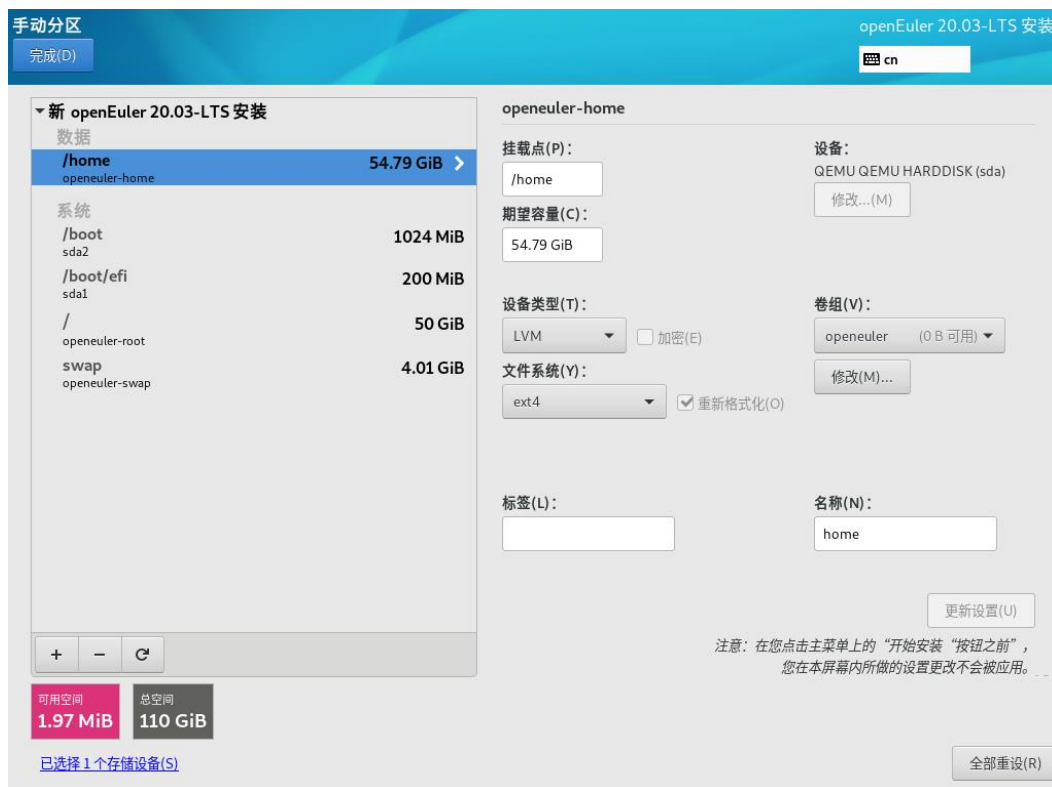 手动分区
openEuler 20.03-LTS 安装
完成(D)
cn
新 openEuler 20.03-LTS 安装
数据
/home
54.79 GiB
openeuler-home
系统
/boot
1024 MiB
sda2
/boot/efi
200 MiB
sda1
/
50 GiB
openeuler-root
swap
4.01 GiB
openeuler-swap
+ −
可用空间
1.97 MiB
总空间
110 GiB
已选择 1 个存储设备(S)
openeuler-home
挂载点(P)：
/home
设备：
QEMU QEMU HARDDISK (sda)
修改...(M)
期望容量(C)：
54.79 GiB
设备类型(T)：
LVM
加密(E)
卷组(V)：
openeuler (0 B 可用)
修改(M)...
文件系统(Y)：
ext4
重新格式化(O)
标签(L)：
名称(N)：
home
更新设置(U)
注意：在您点击主菜单上的“开始安装“按钮之前”，
您在本屏幕内所做的设置更改不会被应用。
全部重设(R)